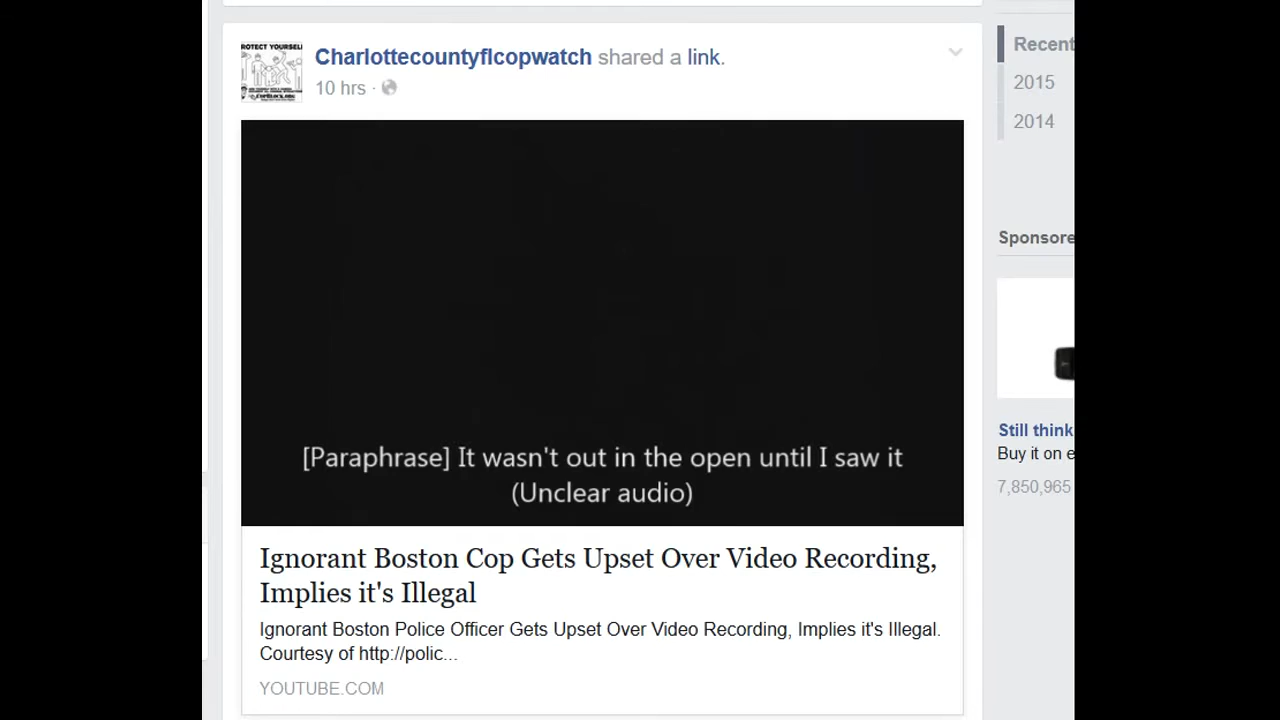 PROTECT YOURSELF
Charlottecountyflcopwatch shared a link.
10 hrs ·
[Paraphrase] It wasn't out in the open until I saw it
(Unclear audio)
Ignorant Boston Cop Gets Upset Over Video Recording,
Implies it's Illegal
Ignorant Boston Police Officer Gets Upset Over Video Recording, Implies it's Illegal.
Courtesy of http://polic...
YOUTUBE.COM
Recent
2015
2014
Sponsore
Still think
Buy it on e
7,850,965